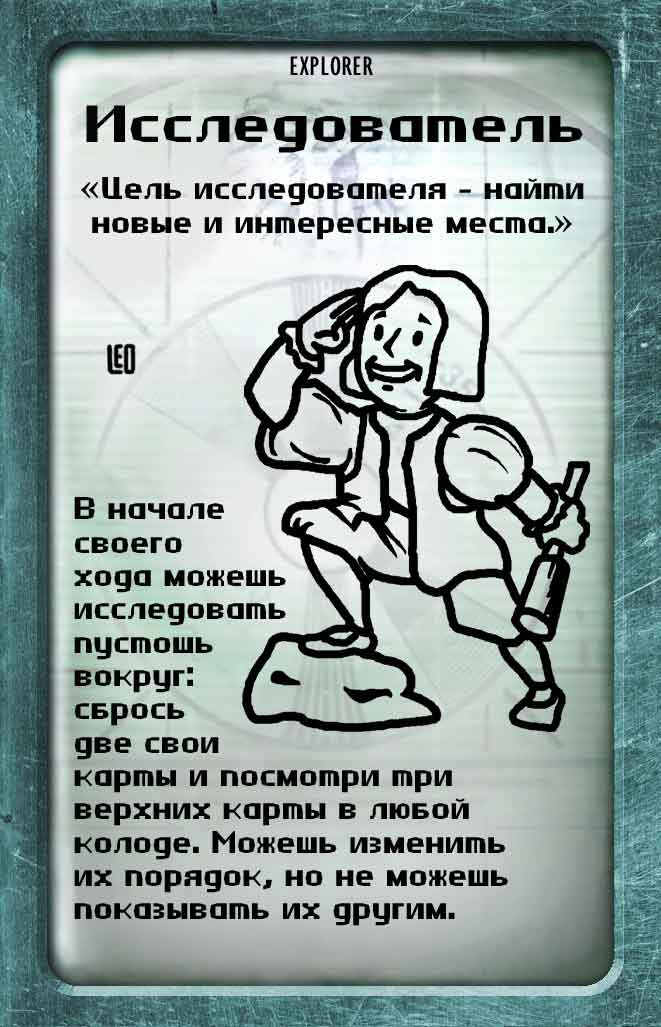 EXPLORER
Исследователь
«Цель исследователя - найти
новые и интересные места.»
LEO
В начале
своего
хода можешь
исследовать
пустошь
вокруг:
сбрось
две свои
карты и посмотри три
верхних карты в любой
колоде. Можешь изменить
их порядок, но не можешь
показывать их другим.